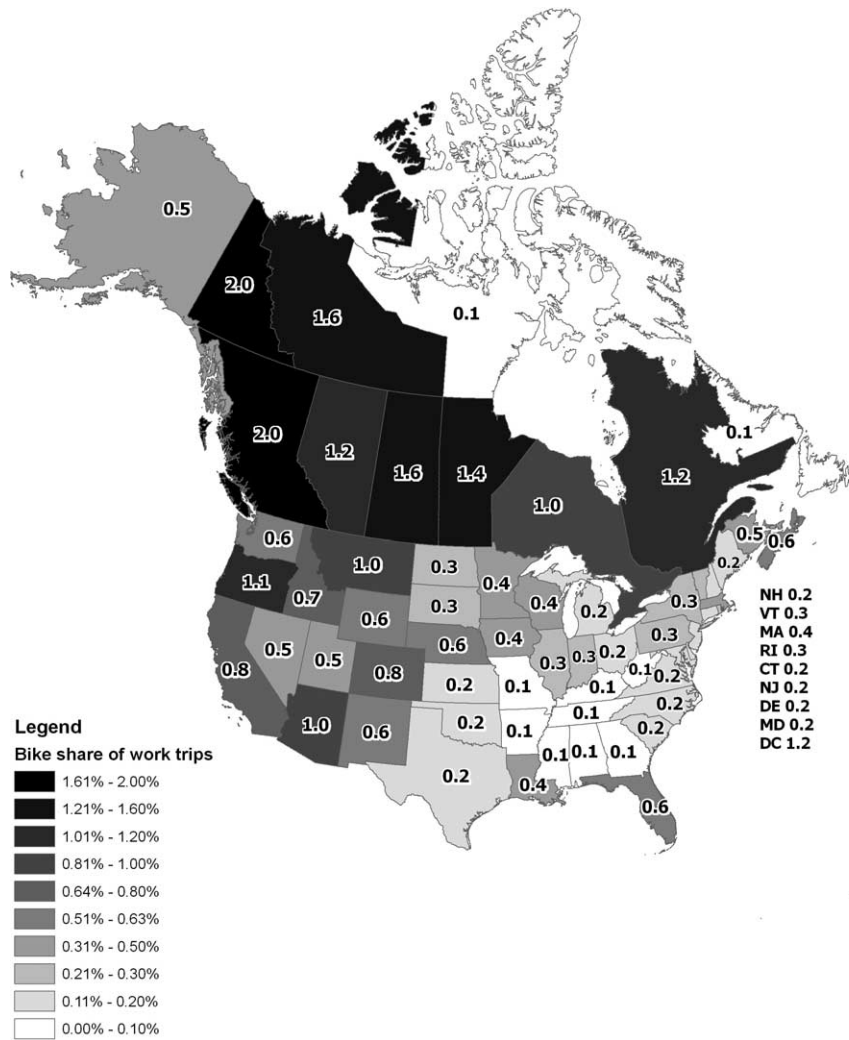 0.5
2.0
1.6
0.1
2.0
1.2
1.6
1.4
1.0
1.2
0.1
0.6
1.0
0.3
0.4
0.5
0.6
1.1
0.7
0.6
0.3
0.4
0.2
0.3
0.2
0.8
0.5
0.5
0.8
0.6
0.4
0.3
0.3
0.2
0.3
0.2
0.1
0.1
0.1
0.2
1.0
0.6
0.2
0.1
0.1
0.2
0.2
0.2
0.4
0.1
0.1
0.1
0.6
NH 0.2
VT 0.3
MA 0.4
RI 0.3
CT 0.2
NJ 0.2
DE 0.2
MD 0.2
DC 1.2
Legend
Bike share of work trips
1.61% - 2.00%
1.21% - 1.60%
1.01% - 1.20%
0.81% - 1.00%
0.64% - 0.80%
0.51% - 0.63%
0.31% - 0.50%
0.21% - 0.30%
0.11% - 0.20%
0.00% - 0.10%